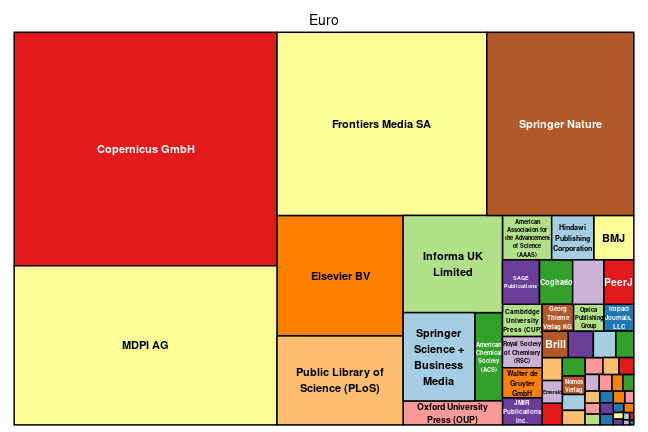 Euro
Copernicus GmbH
MDPI AG
Frontiers Media SA
Springer Nature
Elsevier BV
Public Library of
Science (PLoS)
Informa UK
Limited
Springer
Science +
Business
Media
American
Chemical
Society
(ACS)
Oxford University
Press (OUP)
American
Association for
the Advancement
of Science
(AAAS)
Hindawi
Publishing
Corporation
BMJ
SAGE
Publications
Cogitatio
PeerJ
Cambridge
University
Press (CUP)
Georg
Thieme
Verlag KG
Optica
Publishing
Group
Impact
Journals,
LLC
Royal Society
of Chemistry
(RSC)
Brill
Walter de
Gruyter
GmbH
Emerald
Nomos
Verlag
JMIR
Publications
Inc.